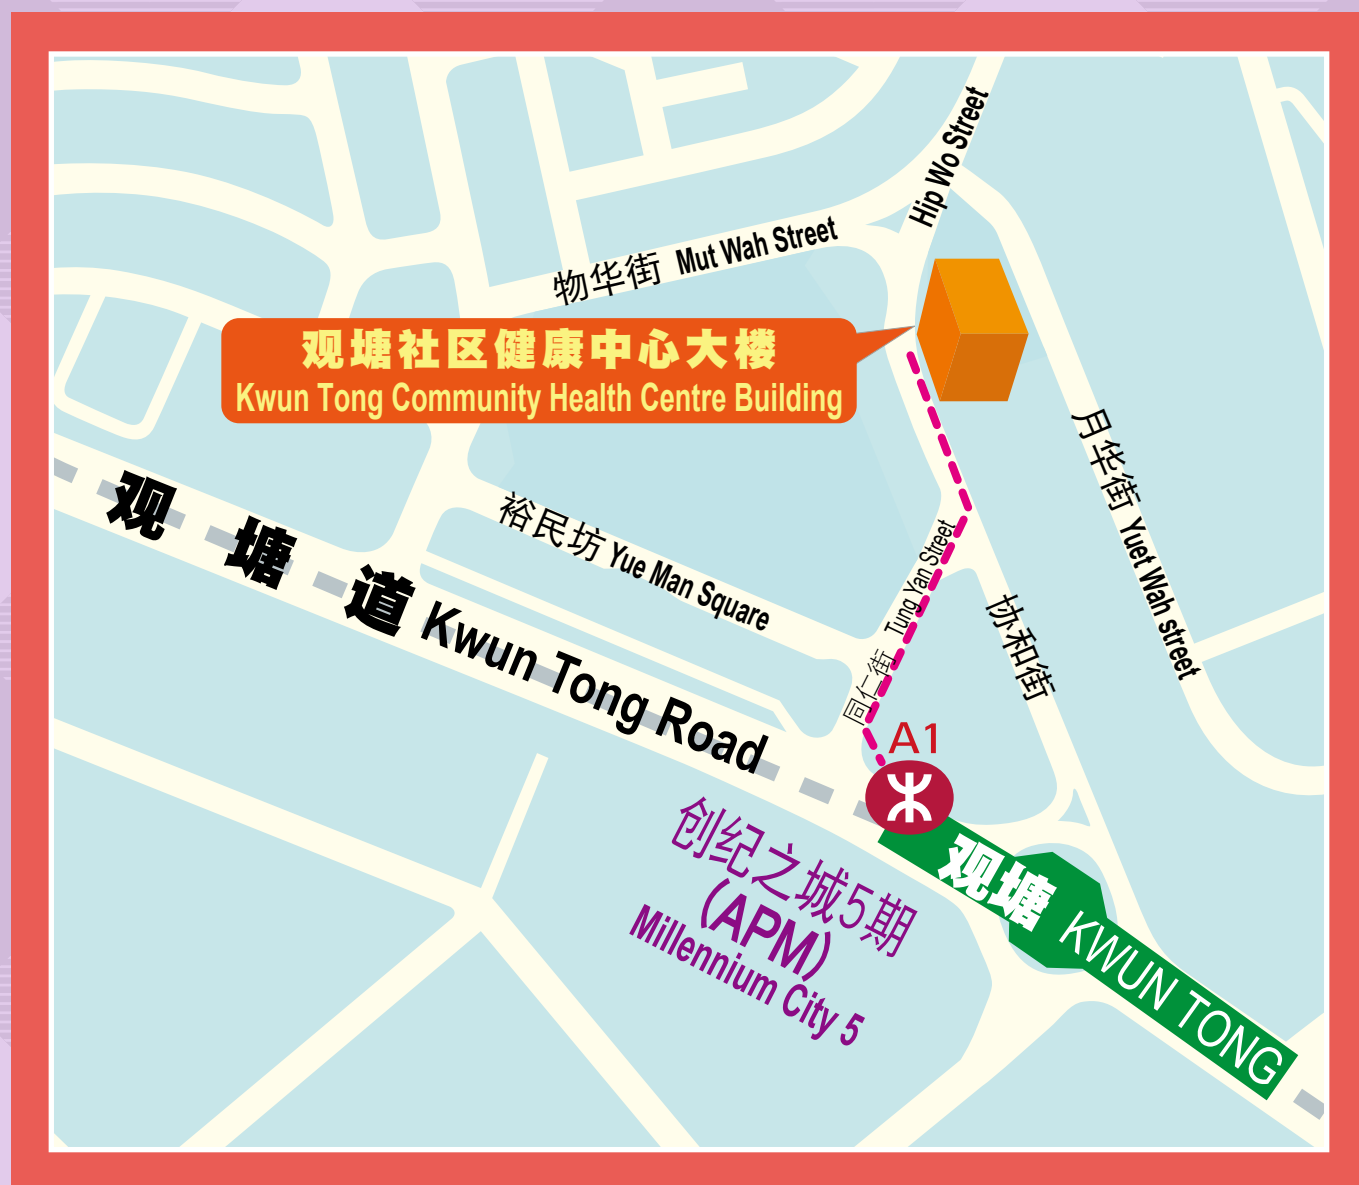 Hip Wo Street
物华街 Mut Wah Street
观塘社区健康中心大楼
Kwun Tong Community Health Centre Building
月华街 Yuet Wah street
裕民坊 Yue Man Square
同仁街 Tung Yan Street
协和街
观 塘 道 Kwun Tong Road
A1
创纪之城5期
(APM)
Millennium City 5
观塘 KWUN TONG